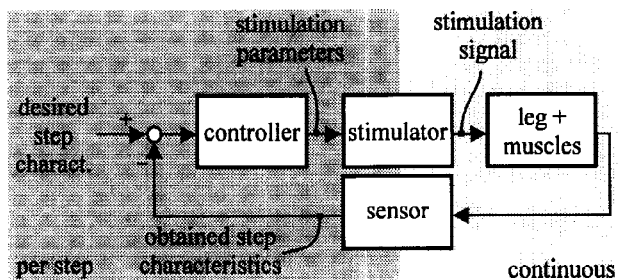 stimulation
parameters
stimulation
signal
desired
step
charact.
+
−
controller
stimulator
leg +
muscles
sensor
obtained step
characteristics
per step
continuous